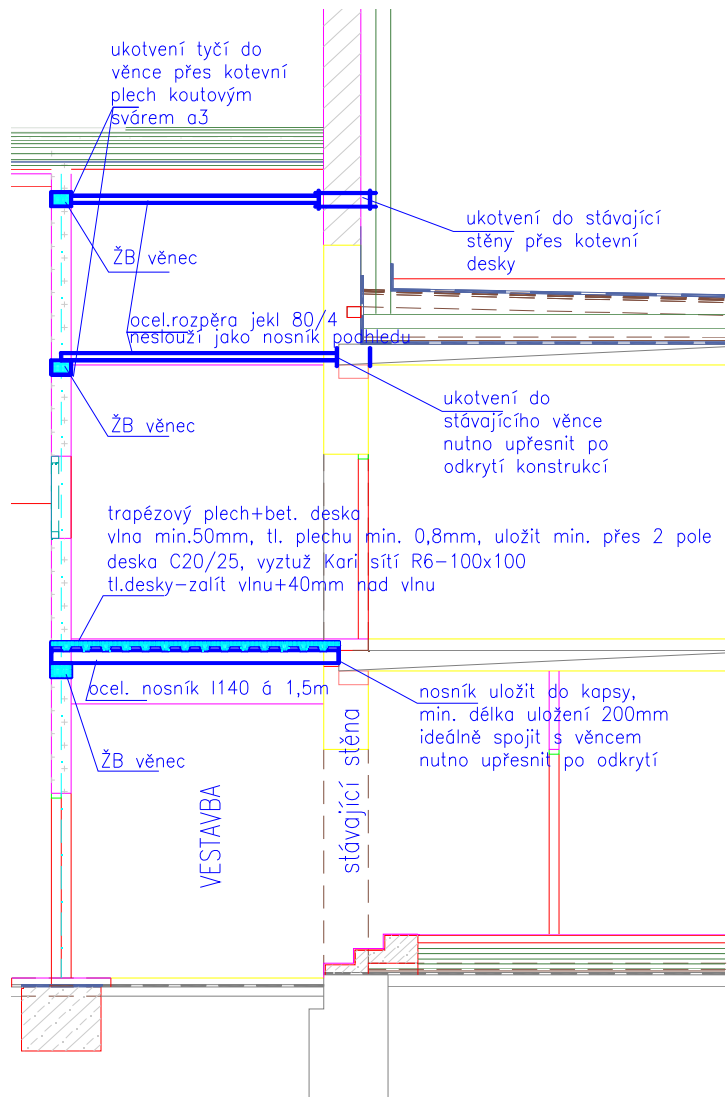 ukotvení tyčí do
věnce přes kotevní
plech koutovým
svárem a3
ukotvení do stávající
stěny přes kotevní
desky
ŽB věnec
ocel.rozpěra jekl 80/4
neslouží jako nosník podhledu
ukotvení do
stávajícího věnce
nutno upřesnit po
odkrytí konstrukcí
ŽB věnec
trapézový plech+bet. deska
vlna min.50mm, tl. plechu min. 0,8mm, uložit min. přes 2 pole
deska C20/25, vyztuž Kari sítí R6-100x100
tl.desky-zalít vlnu+40mm nad vlnu
ocel. nosník I140 á 1,5m
nosník uložit do kapsy,
min. délka uložení 200mm
ideálně spojit s věncem
nutno upřesnit po odkrytí
ŽB věnec
VESTAVBA
stávající stěna